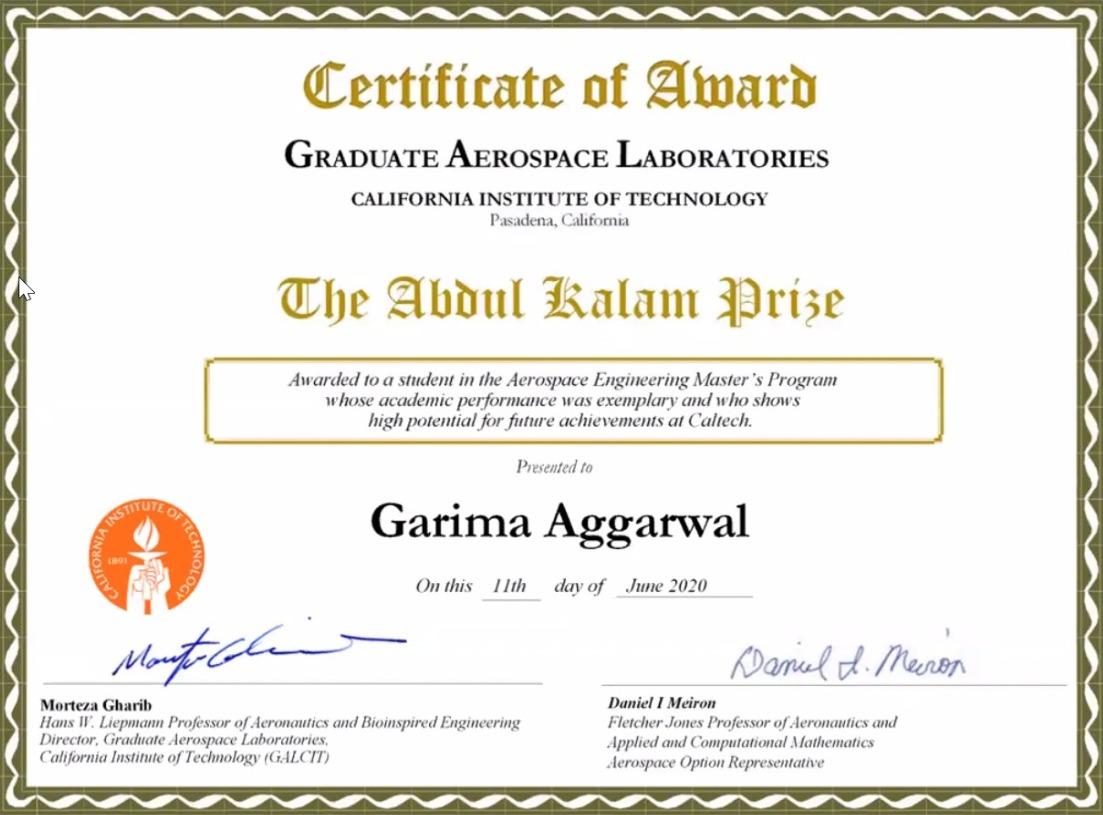 Certificate of Award
GRADUATE AEROSPACE LABORATORIES
CALIFORNIA INSTITUTE OF TECHNOLOGY
Pasadena, California
The Abdul Kalam Prize
Awarded to a student in the Aerospace Engineering Master's Program
whose academic performance was exemplary and who shows
high potential for future achievements at Caltech.
Presented to
Garima Aggarwal
CALIFORNIA INSTITUTE OF TECHNOLOGY
1891
On this 11th day of June 2020
Daniel I. Meiron
Morteza Gharib
Hans W. Liepmann Professor of Aeronautics and Bioinspired Engineering
Director, Graduate Aerospace Laboratories,
California Institute of Technology (GALCIT)
Daniel I Meiron
Fletcher Jones Professor of Aeronautics and
Applied and Computational Mathematics
Aerospace Option Representative